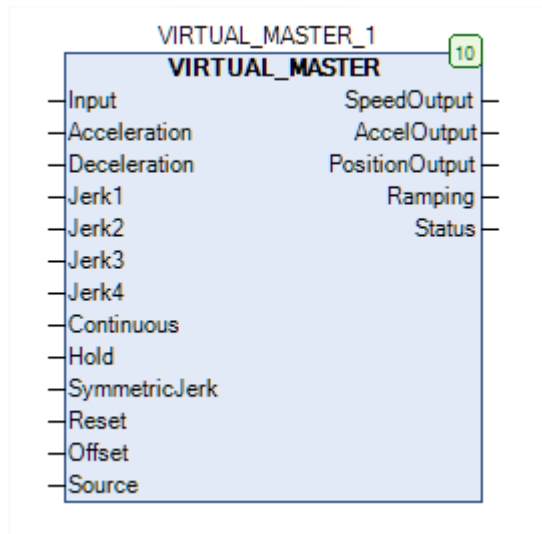 VIRTUAL_MASTER_1
10
VIRTUAL_MASTER
Input SpeedOutput
Acceleration AccelOutput
Deceleration PositionOutput
Jerk1 Ramping
Jerk2 Status
Jerk3
Jerk4
Continuous
Hold
SymmetricJerk
Reset
Offset
Source